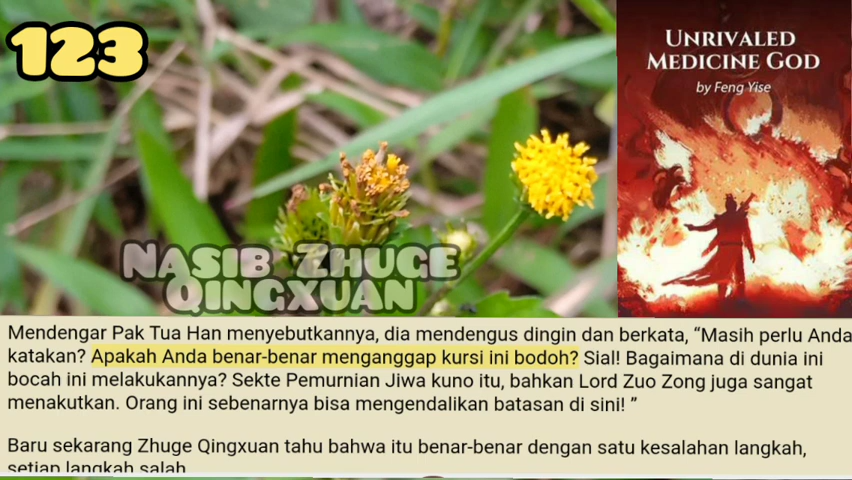 123
UNRIVALED
MEDICINE GOD
by Feng Yise
NASIB ZHUGE
QINGXUAN
Mendengar Pak Tua Han menyebutkannya, dia mendengus dingin dan berkata, “Masih perlu Anda
katakan? Apakah Anda benar-benar menganggap kursi ini bodoh? Sial! Bagaimana di dunia ini
bocah ini melakukannya? Sekte Pemurnian Jiwa kuno itu, bahkan Lord Zuo Zong juga sangat
menakutkan. Orang ini sebenarnya bisa mengendalikan batasan di sini! ”
Baru sekarang Zhuge Qingxuan tahu bahwa itu benar-benar dengan satu kesalahan langkah,
setiap langkah salah